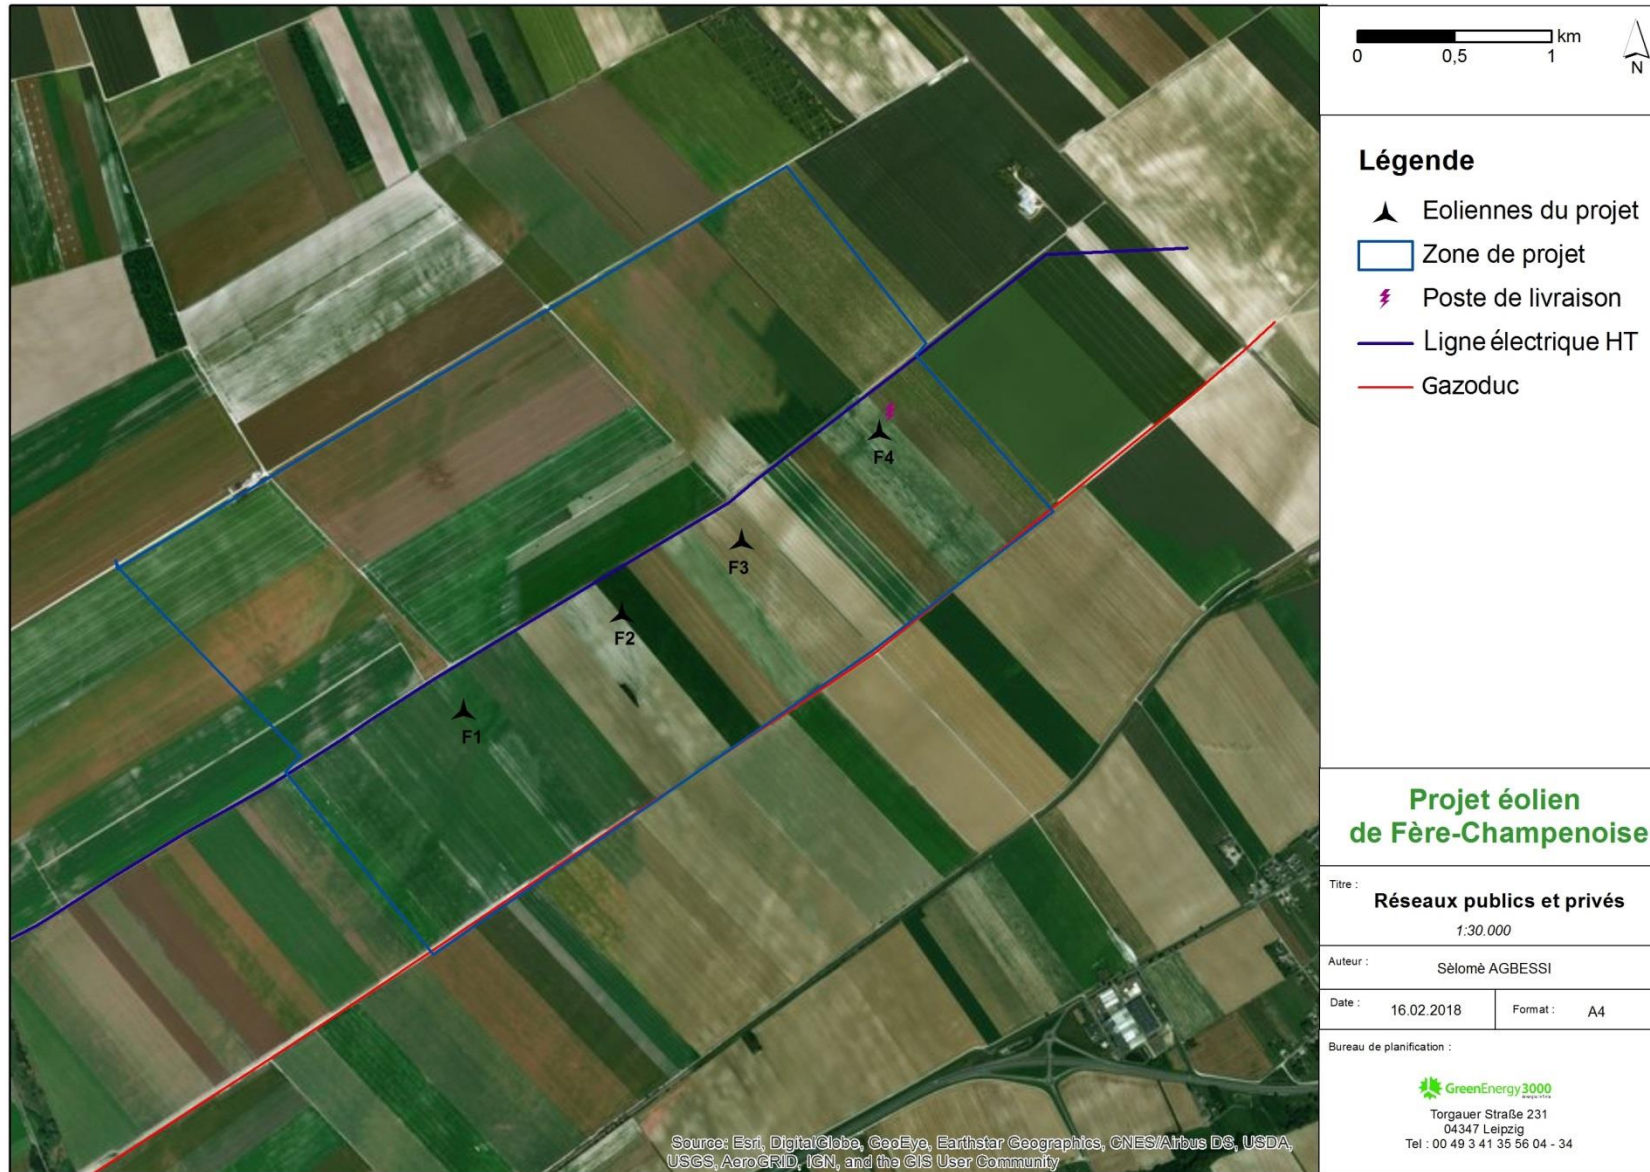 km
0
0,5
1
N
Légende
Eoliennes du projet
Zone de projet
Poste de livraison
Ligne électrique HT
Gazoduc
F4
F3
F2
F1
Projet éolien
de Fère-Champenoise
Titre :
Réseaux publics et privés
1:30.000
Auteur :
Sèlomè AGBESSI
Date :
16.02.2018
Format :
A4
Bureau de planification :
GreenEnergy3000
Torgauer Straße 231
04347 Leipzig
Tel : 00 49 3 41 35 56 04 - 34
Source: Esri, DigitalGlobe, GeoEye, Earthstar Geographics, CNES/Airbus DS, USDA,
USGS, AeroGRID, IGN, and the GIS User Community